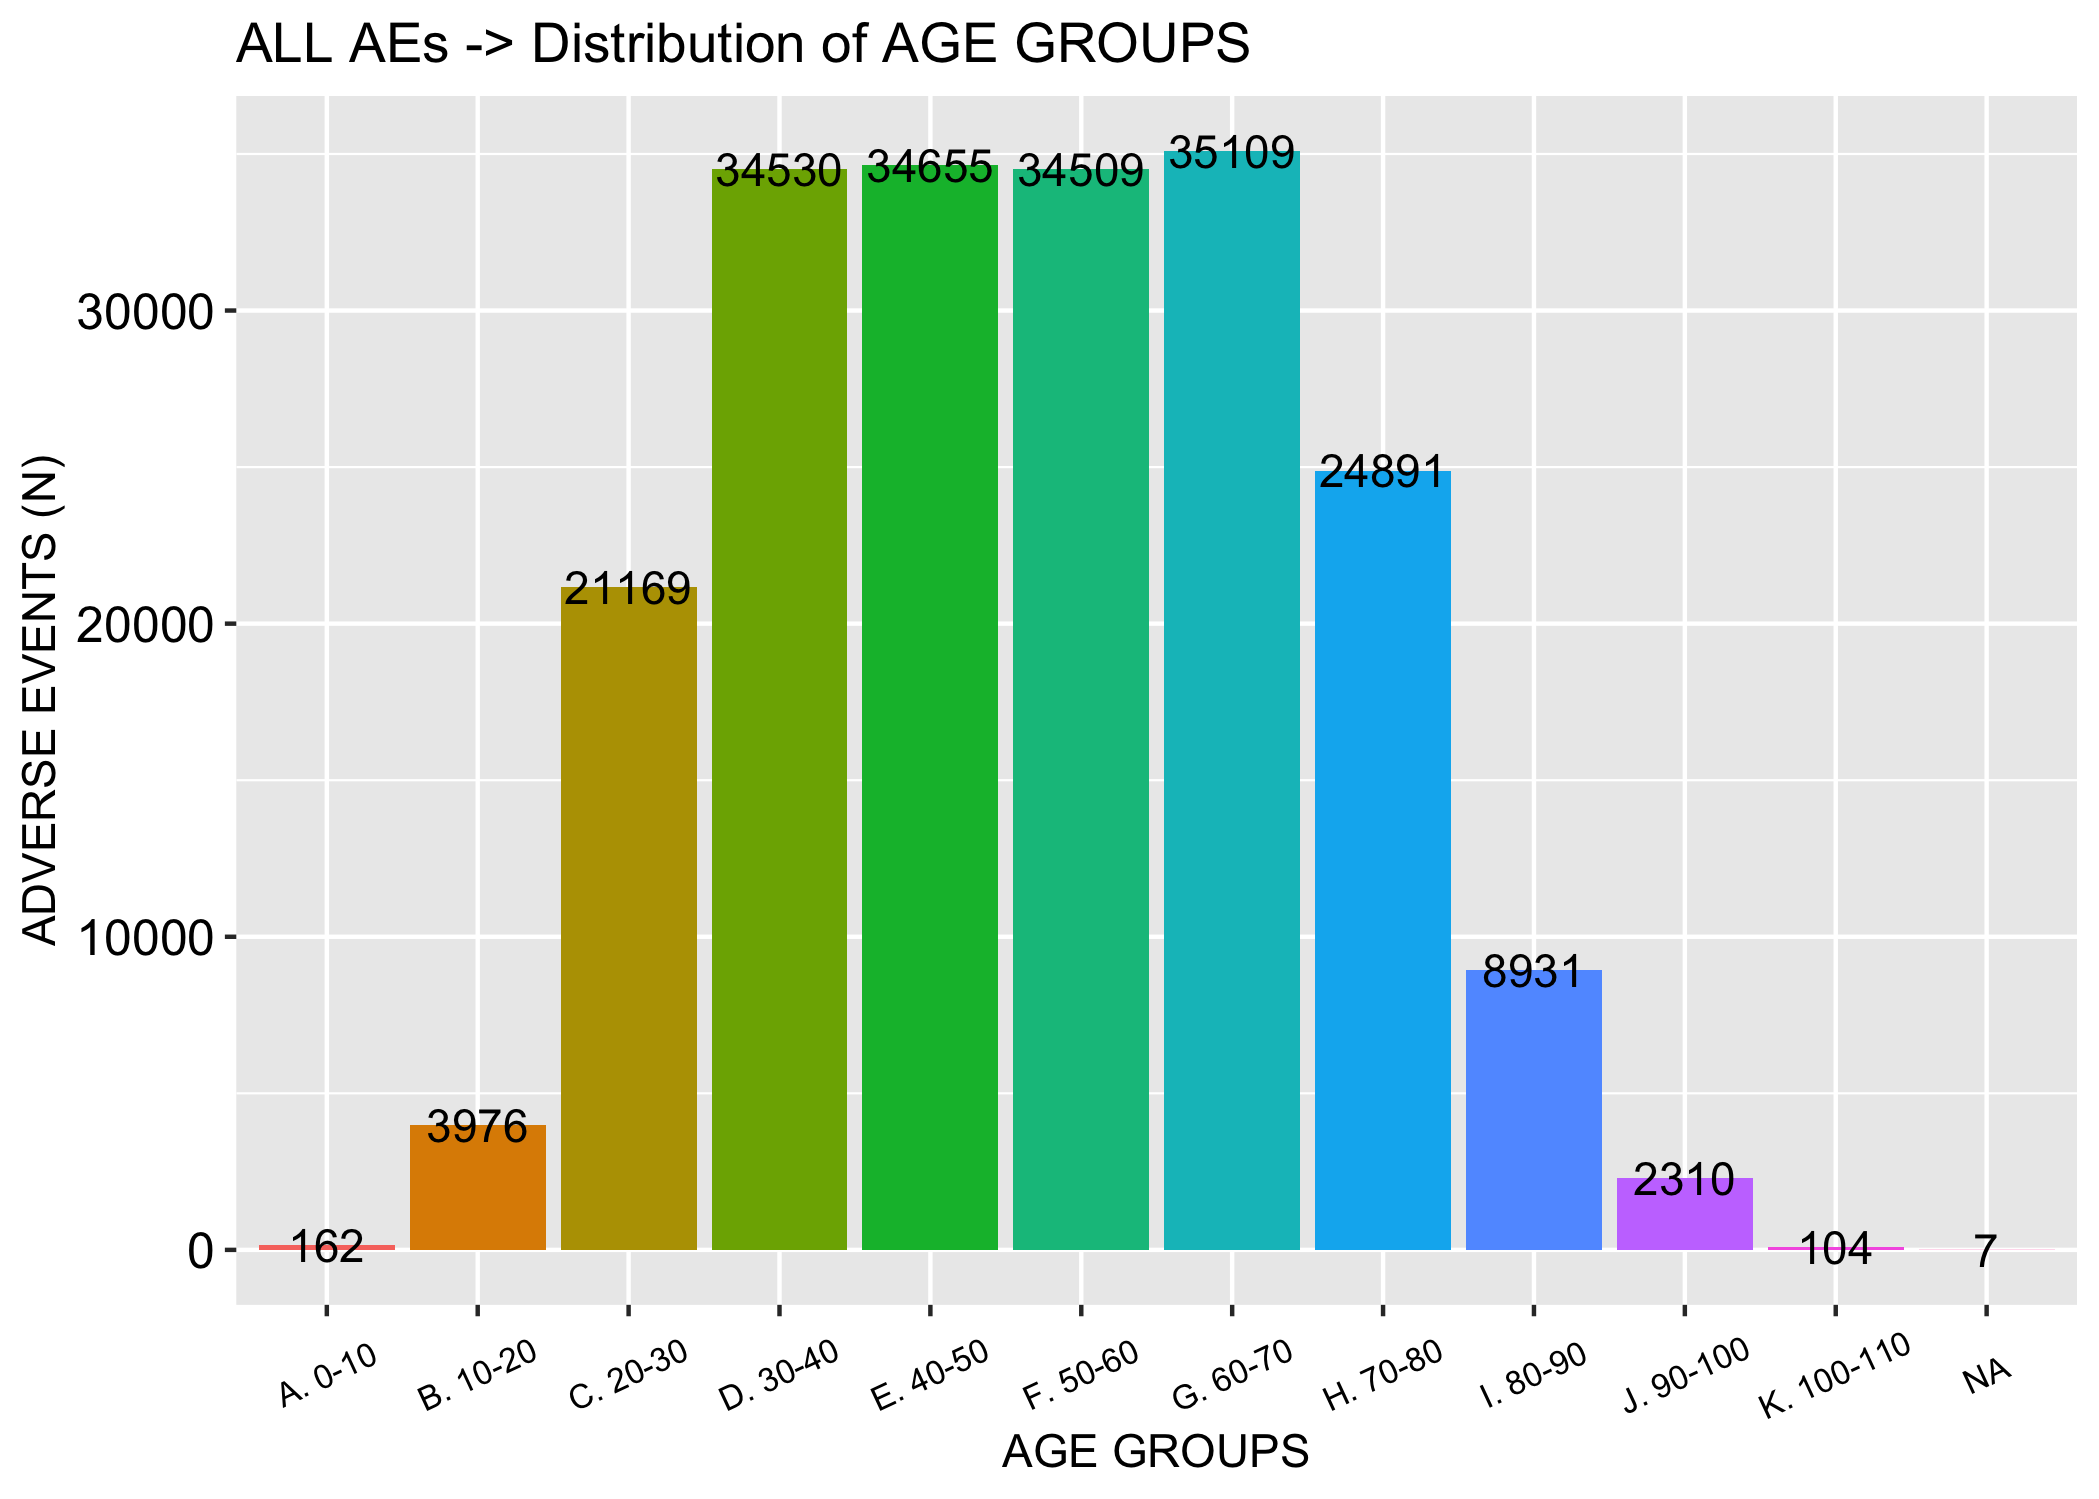 ALL AEs -> Distribution of AGE GROUPS
ADVERSE EVENTS (N)
30000
20000
10000
0
162
3976
21169
34530
34655
34509
35109
24891
8931
2310
104
7
A. 0-10
B. 10-20
C. 20-30
D. 30-40
E. 40-50
F. 50-60
G. 60-70
H. 70-80
I. 80-90
J. 90-100
K. 100-110
NA
AGE GROUPS